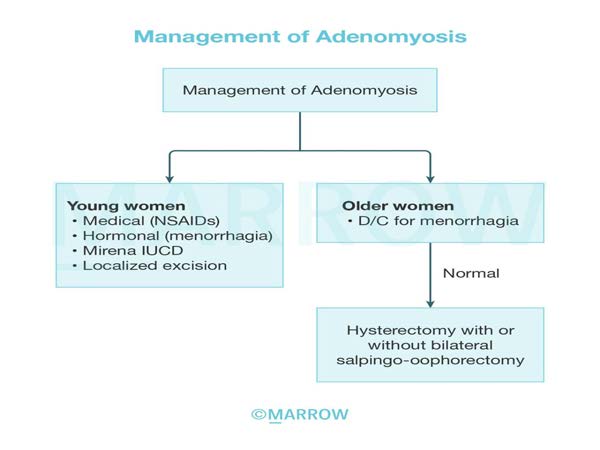 Management of Adenomyosis
Management of Adenomyosis
Young women
• Medical (NSAIDs)
• Hormonal (menorrhagia)
• Mirena IUCD
• Localized excision
Older women
• D/C for menorrhagia
Normal
Hysterectomy with or
without bilateral
salpingo-oophorectomy
MARROW
©MARROW